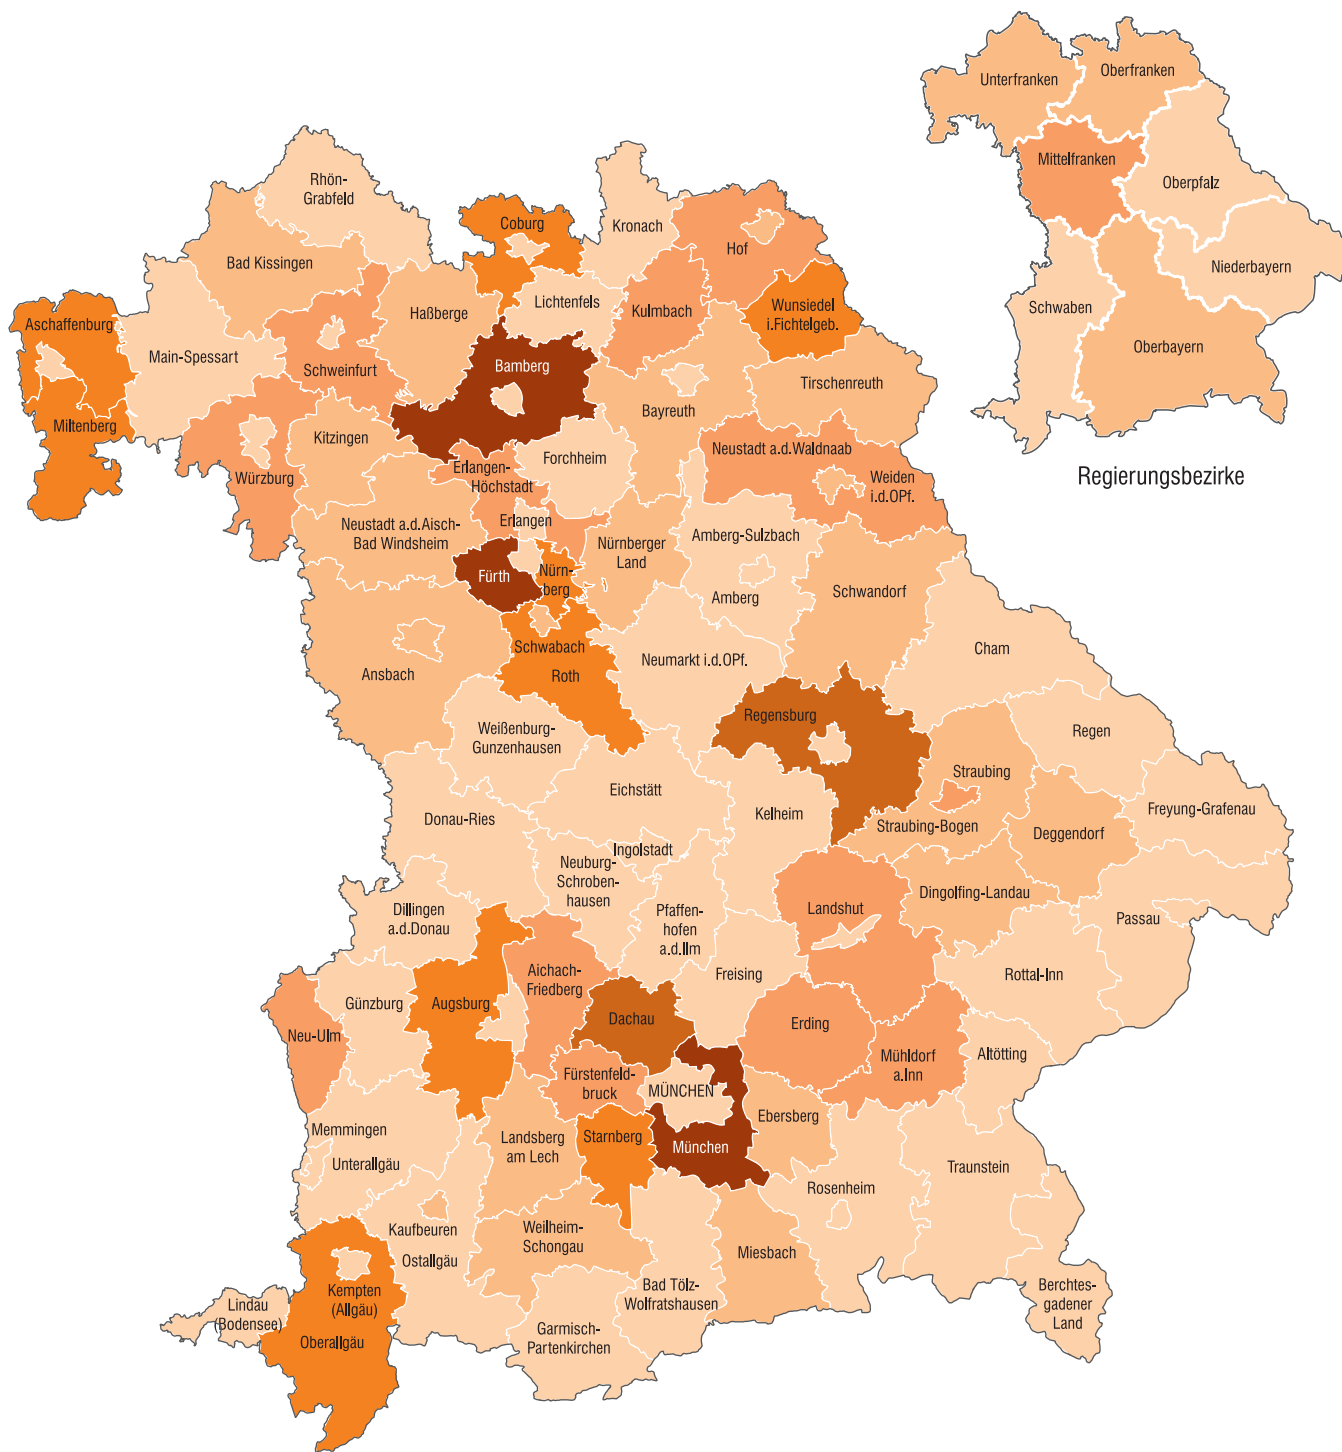 Unterfranken
Oberfranken
Mittelfranken
Oberpfalz
Niederbayern
Schwaben
Oberbayern
Regierungsbezirke
Rhön-
Grabfeld
Coburg
Kronach
Hof
Bad Kissingen
Lichtenfels
Kulmbach
Wunsiedel
i.Fichtelgeb.
Haßberge
Aschaffenburg
Main-Spessart
Schweinfurt
Bamberg
Tirschenreuth
Bayreuth
Miltenberg
Kitzingen
Neustadt a.d.Waldnaab
Forchheim
Erlangen-
Höchstadt
Würzburg
Weiden
i.d.OPf.
Erlangen
Neustadt a.d.Aisch-
Bad Windsheim
Nürnberger
Land
Amberg-Sulzbach
Fürth
Nürn-
berg
Amberg
Schwandorf
Schwabach
Roth
Ansbach
Neumarkt i.d.OPf.
Cham
Regensburg
Weißenburg-
Gunzenhausen
Regen
Straubing
Eichstätt
Kelheim
Donau-Ries
Freyung-Grafenau
Straubing-Bogen
Deggendorf
Ingolstadt
Neuburg-
Schroben-
hausen
Dingolfing-Landau
Dillingen
a.d.Donau
Pfaffen-
hofen
a.d.Ilm
Landshut
Passau
Aichach-
Friedberg
Freising
Rottal-Inn
Günzburg
Augsburg
Dachau
Erding
Neu-Ulm
Mühldorf
a.Inn
Altötting
Fürstenfeld-
bruck
MÜNCHEN
Ebersberg
Memmingen
Landsberg
am Lech
Starnberg
München
Unterallgäu
Traunstein
Rosenheim
Kaufbeuren
Weilheim-
Schongau
Miesbach
Ostallgäu
Bad Tölz-
Wolfratshausen
Berchtes-
gadener
Land
Kempten
(Allgäu)
Lindau
(Bodensee)
Oberallgäu
Garmisch-
Partenkirchen